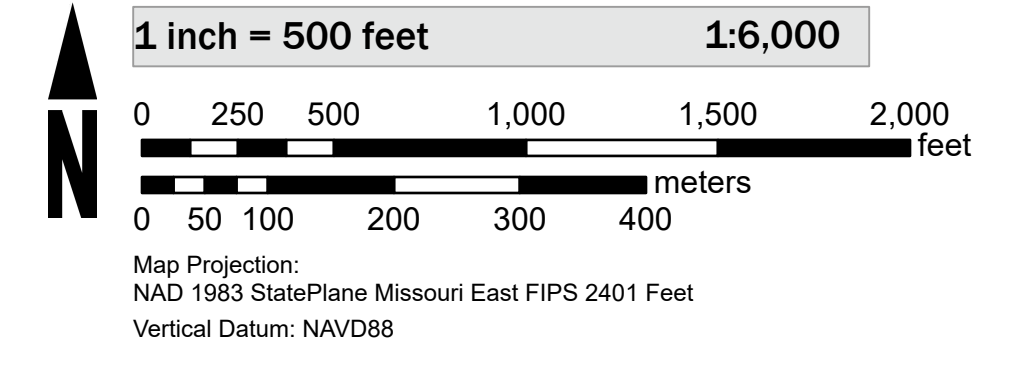 1 inch = 500 feet 1:6,000
0 250 500 1,000 1,500 2,000
feet
meters
0 50 100 200 300 400
N
Map Projection:
NAD 1983 StatePlane Missouri East FIPS 2401 Feet
Vertical Datum: NAVD88